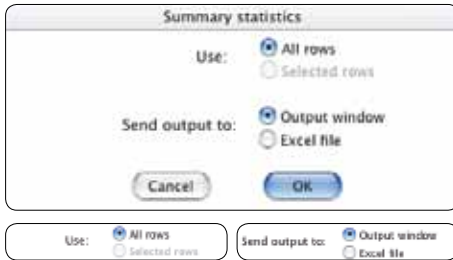 Summary statistics
Use: All rows
Selected rows
Send output to: Output window
Excel file
Cancel OK
Use: All rows
Selected rows
Send output to: Output window
Excel file